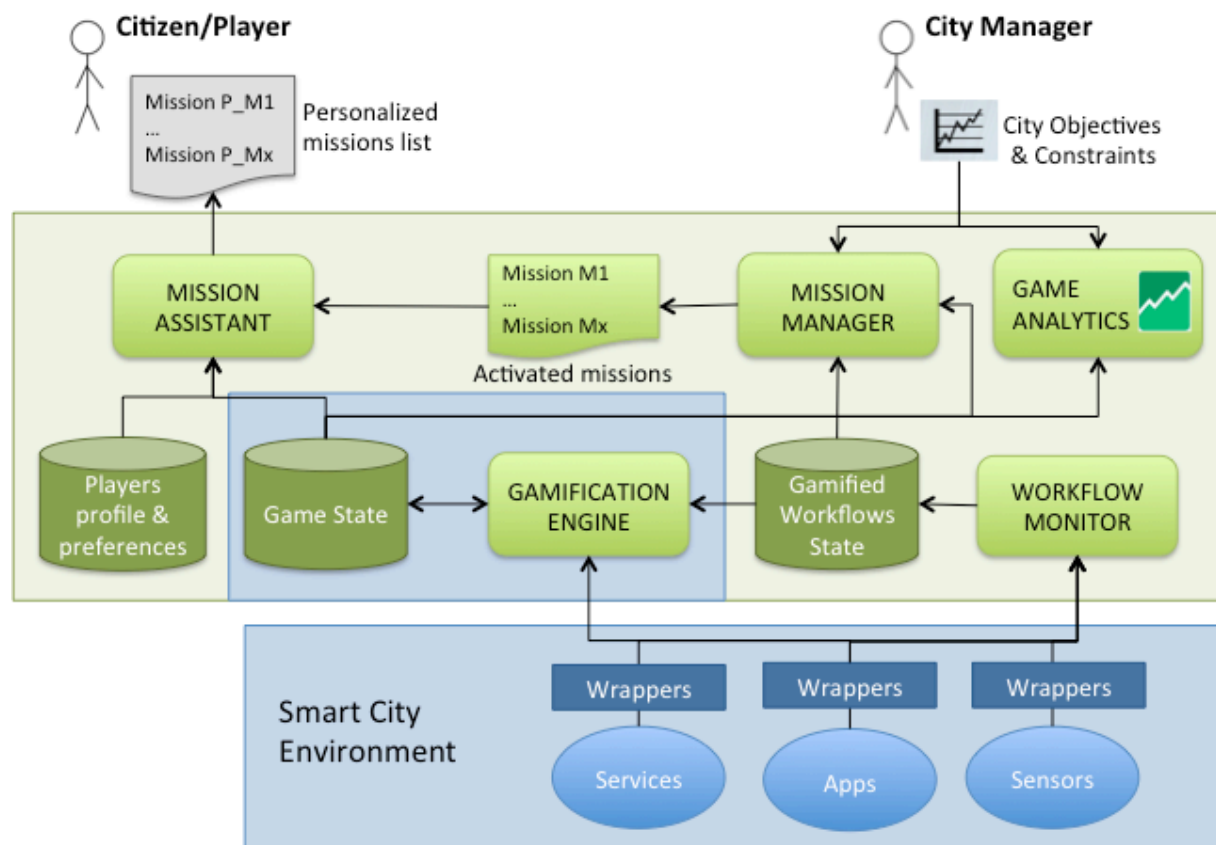 Citizen/Player
City Manager
Mission P_M1
...
Mission P_Mx
Personalized
missions list
City Objectives
& Constraints
MISSION
ASSISTANT
Mission M1
...
Mission Mx
Activated missions
MISSION
MANAGER
GAME
ANALYTICS
Players
profile &
preferences
Game State
GAMIFICATION
ENGINE
Gamified
Workflows
State
WORKFLOW
MONITOR
Smart City
Environment
Wrappers
Wrappers
Wrappers
Services
Apps
Sensors